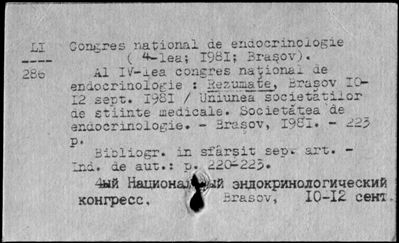 LI Congres naţional de endocrinologie
---- ( 4-lea; 1981; Braşov).
286 Al IV-lea congres naţional de
endocrinologie : Rezumate, Braşov 10-
12 sept. 1981 / Uniunea societăţilor
de ştiinţe medicale. Societatea de
endocrinologie. - Braşov, 1981. - 223
p.
Bibliogr. în sfârşit sep. art. -
Ind. de aut.: p. 220-223.
4ый Национальный эндокринологический
конгресс. Braşov, 10-12 сент.